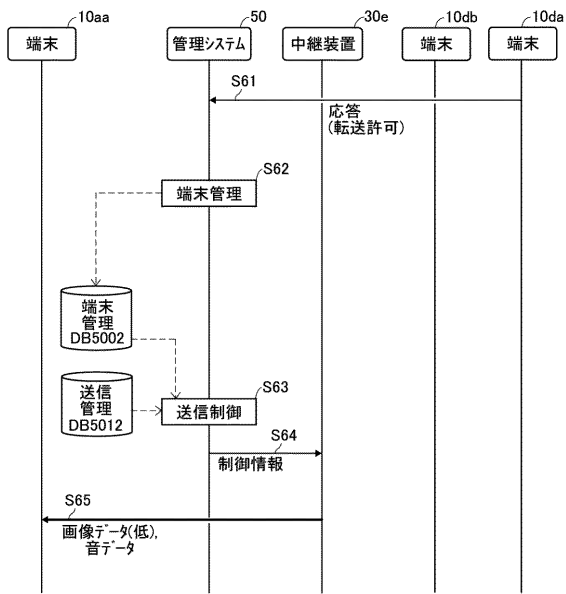 10aa
50
30e
10db
10da
端末
管理システム
中継装置
端末
端末
S61
応答
(転送許可)
S62
端末管理
端末
管理
DB5002
送信
管理
DB5012
S63
送信制御
S64
制御情報
S65
画像データ(低),
音データ